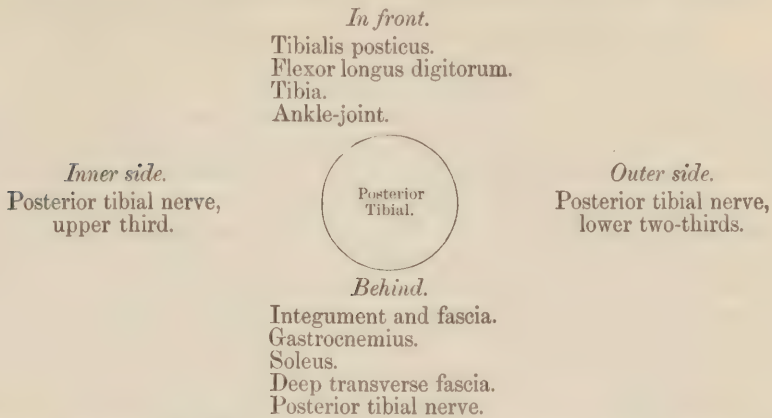 In front.
Tibialis posticus.
Flexor longus digitorum.
Tibia.
Ankle-joint.
Inner side.
Posterior tibial nerve,
upper third.
Posterior
Tibial.
Outer side.
Posterior tibial nerve,
lower two-thirds.
Behind.
Integument and fascia.
Gastrocnemius.
Soleus.
Deep transverse fascia.
Posterior tibial nerve.